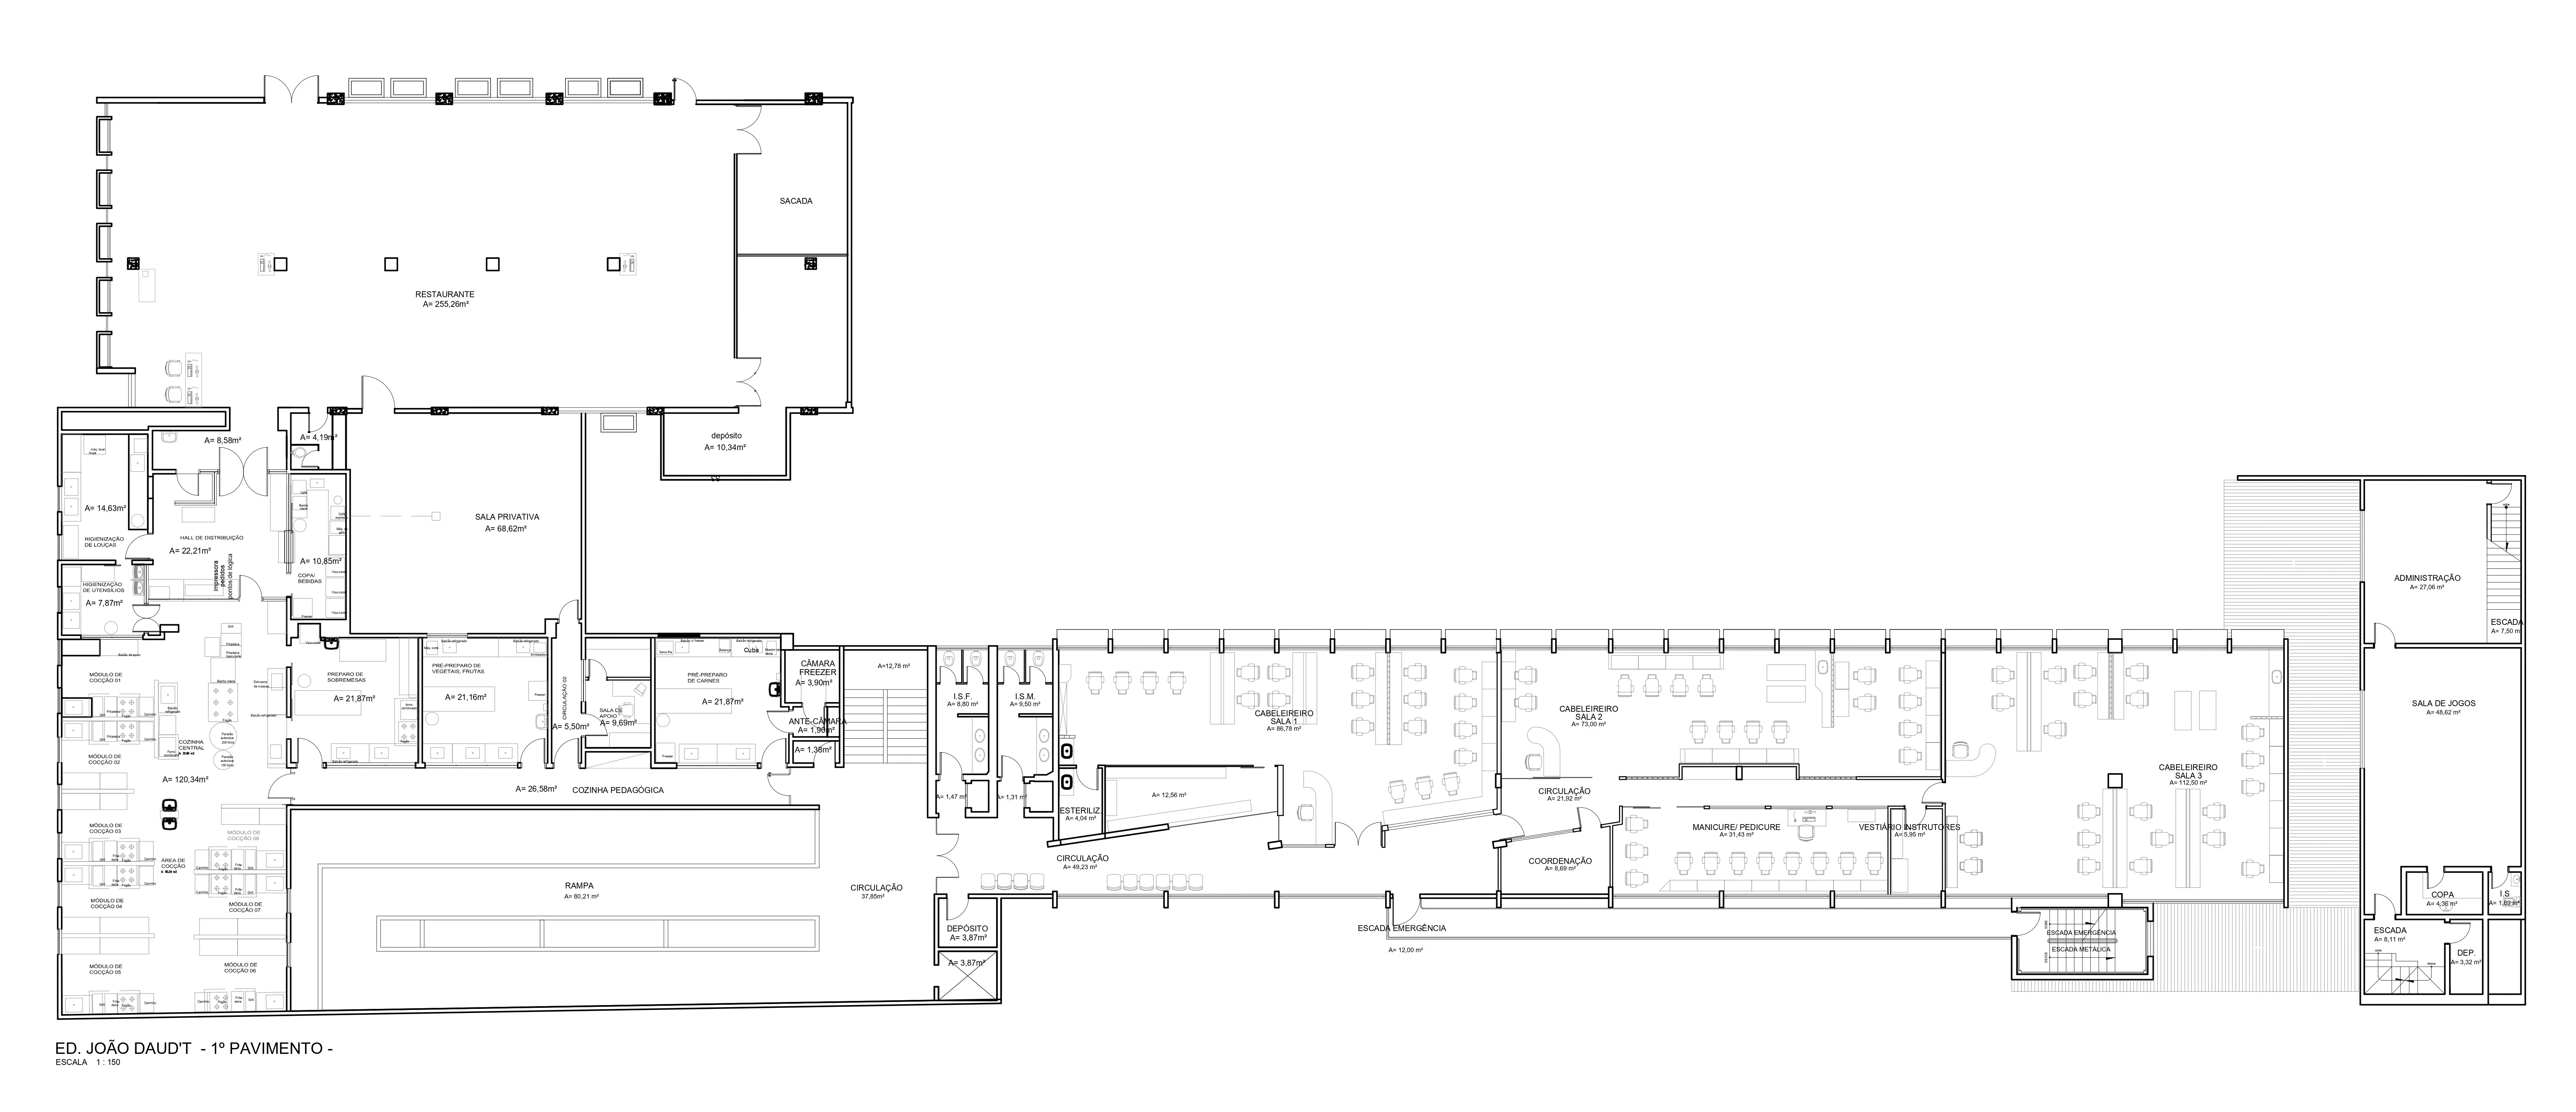 SACADA
RESTAURANTE
A= 255,26m²
depósito
A= 10,34m²
A= 8,58m²
A= 4,19m²
A= 14,63m²
HIGIENIZAÇÃO
DE LOUÇAS
HALL DE DISTRIBUIÇÃO
A= 22,21m²
impressora
pedidos
pontos de lógica
A= 10,85m²
COPA/
BEBIDAS
Freezer
SALA PRIVATIVA
A= 68,62m²
HIGIENIZAÇÃO
DE UTENSÍLIOS
A= 7,87m²
MÓDULO DE
COCÇÃO 01
MÓDULO DE
COCÇÃO 02
COZINHA
CENTRAL
A= 120,34m²
MÓDULO DE
COCÇÃO 03
MÓDULO DE
COCÇÃO 08
ÁREA DE
COCÇÃO
MÓDULO DE
COCÇÃO 04
MÓDULO DE
COCÇÃO 07
MÓDULO DE
COCÇÃO 05
MÓDULO DE
COCÇÃO 06
PREPARO DE
SOBREMESAS
A= 21,87m²
Balcão refrigerado
PRÉ-PREPARO DE
VEGETAIS, FRUTAS
A= 21,16m²
CIRCULAÇÃO 02
A= 5,50m²
SALA DE
APOIO
A= 9,69m²
PRÉ-PREPARO
DE CARNES
A= 21,87m²
Cuba
CÂMARA
FREEZER
A= 3,90m²
ANTE-CÂMARA
A= 1,90m²
A= 1,38m²
A= 26,58m²
COZINHA PEDAGÓGICA
RAMPA
A= 80,21 m²
A=12,78 m²
CIRCULAÇÃO
37,85m²
I.S.F.
A= 8,80 m²
I.S.M.
A= 9,50 m²
A= 1,47 m²
A= 1,31 m²
DEPÓSITO
A= 3,87m²
A= 3,87m²
ESTERILIZ.
A= 4,04 m²
A= 12,56 m²
CIRCULAÇÃO
A= 49,23 m²
CABELEIREIRO
SALA 1
A= 86,78 m²
CABELEIREIRO
SALA 2
A= 73,00 m²
CIRCULAÇÃO
A= 21,92 m²
COORDENAÇÃO
A= 8,69 m²
MANICURE/ PEDICURE
A= 31,43 m²
VESTIÁRIO INSTRUTORES
A= 5,95 m²
CABELEIREIRO
SALA 3
A= 112,50 m²
ESCADA EMERGÊNCIA
A= 12,00 m²
ESCADA EMERGÊNCIA
ESCADA METÁLICA
ADMINISTRAÇÃO
A= 27,06 m²
ESCADA
A= 7,50 m
SALA DE JOGOS
A= 48,62 m²
COPA
A= 4,36 m²
I.S.
A= 1,69 m²
ESCADA
A= 8,11 m²
DEP.
A= 3,32 m²
ED. JOÃO DAUD'T - 1º PAVIMENTO -
ESCALA 1 : 150